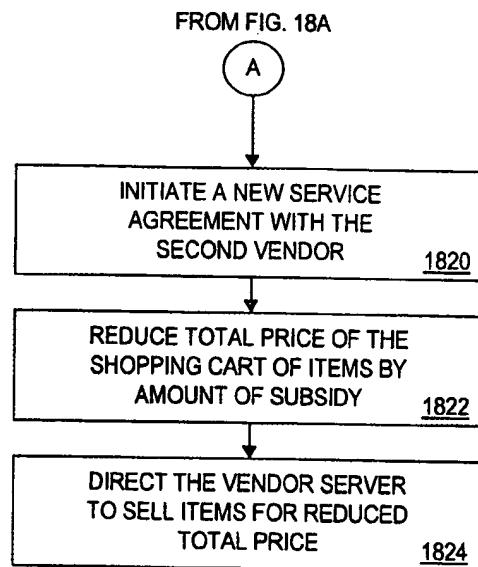 FROM FIG. 18A
A
INITIATE A NEW SERVICE
AGREEMENT WITH THE
SECOND VENDOR
1820
REDUCE TOTAL PRICE OF THE
SHOPPING CART OF ITEMS BY
AMOUNT OF SUBSIDY
1822
DIRECT THE VENDOR SERVER
TO SELL ITEMS FOR REDUCED
TOTAL PRICE
1824